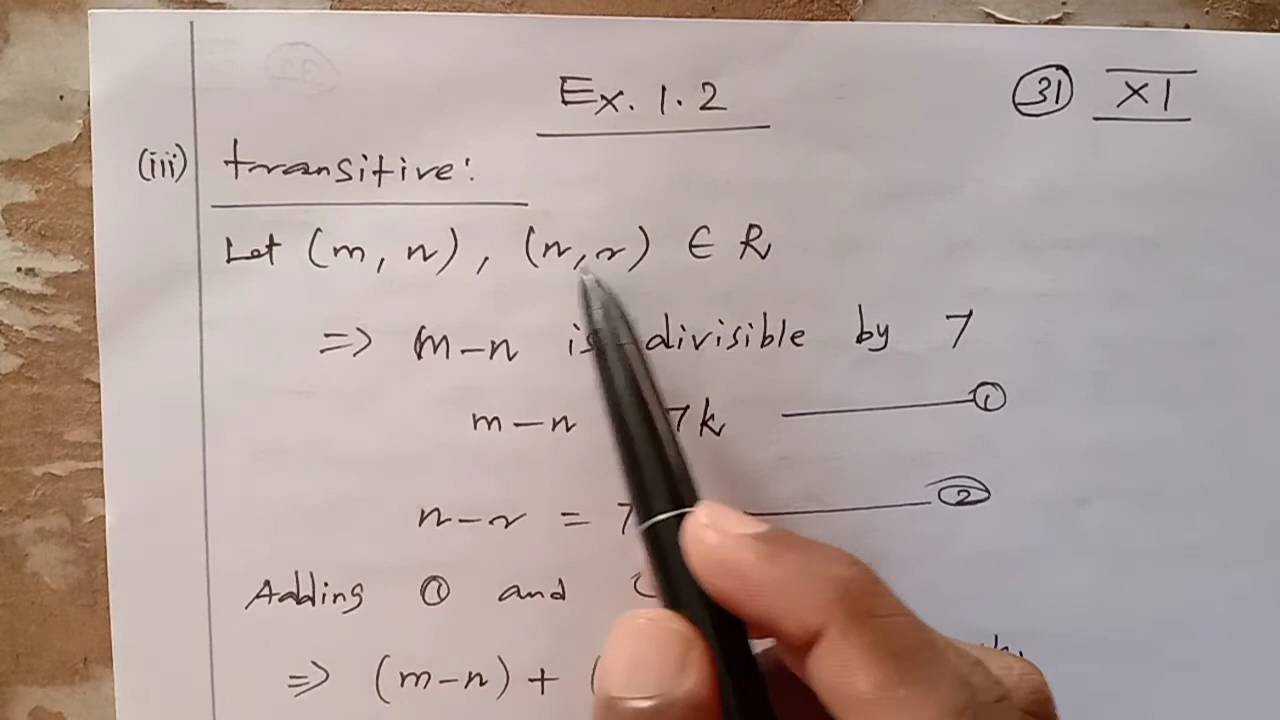 Ex. 1.2
(31) XI
(iii) transitive:
Let (m, n), (n, r) ∈ R
=> m-n is divisible by 7
m-n 7k ——— (1)
n-r = 7 ——— (2)
Adding (1) and
=> (m-n) + (